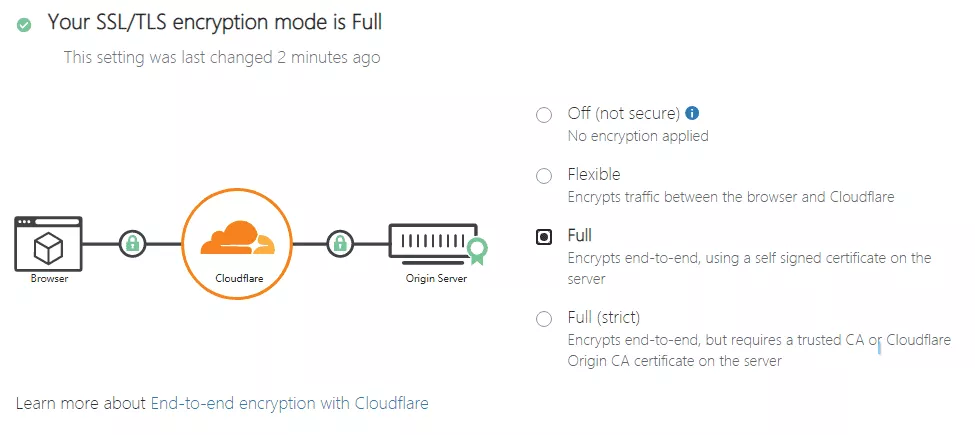 Your SSL/TLS encryption mode is Full
This setting was last changed 2 minutes ago
Off (not secure)
No encryption applied
Flexible
Encrypts traffic between the browser and Cloudflare
Full
Encrypts end-to-end, using a self signed certificate on the
server
Full (strict)
Encrypts end-to-end, but requires a trusted CA or Cloudflare
Origin CA certificate on the server
Browser
Cloudflare
Origin Server
Learn more about End-to-end encryption with Cloudflare